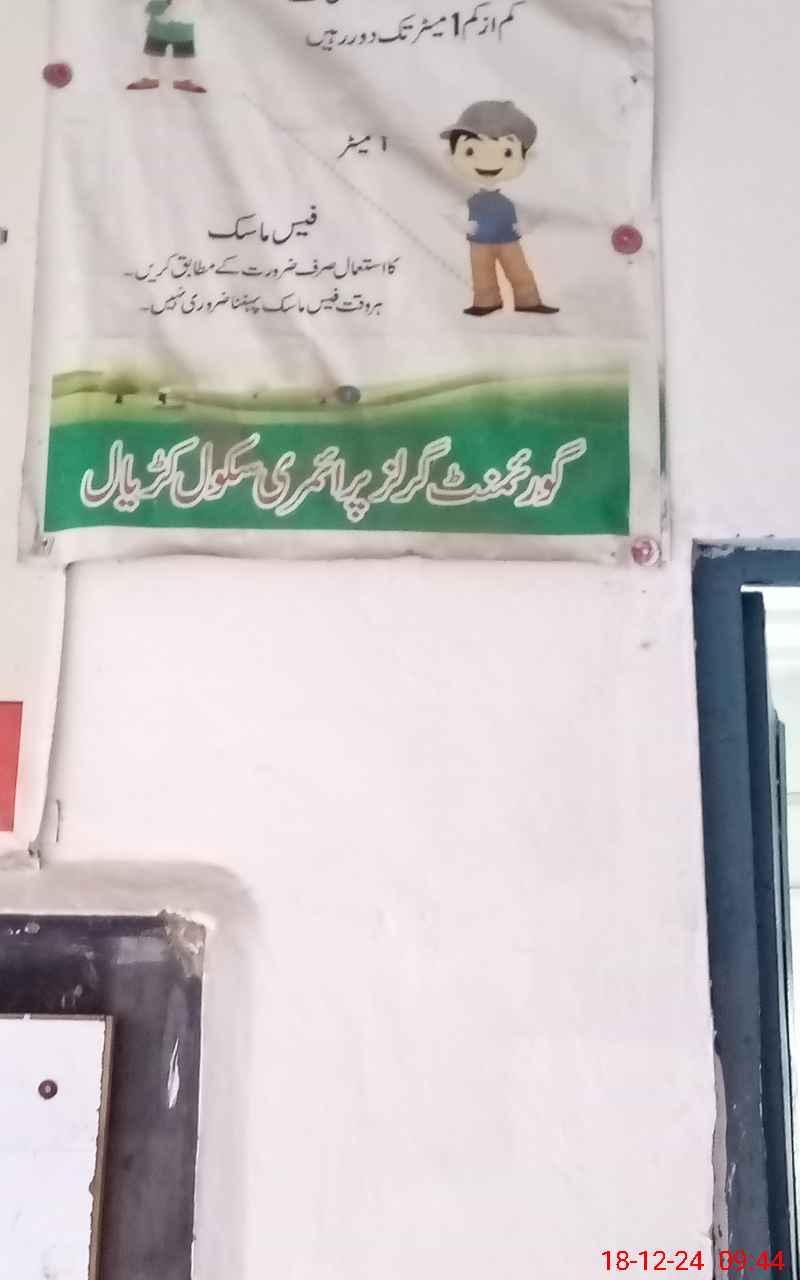 کم از کم 1 میٹر تک دور رہیں
1 میٹر
فیس ماسک
کا استعمال صرف ضرورت کے مطابق کریں۔
ہر وقت فیس ماسک پہننا ضروری نہیں۔
گورنمنٹ گرلز پرائمری سکول کڑیال
18-12-24 09:44